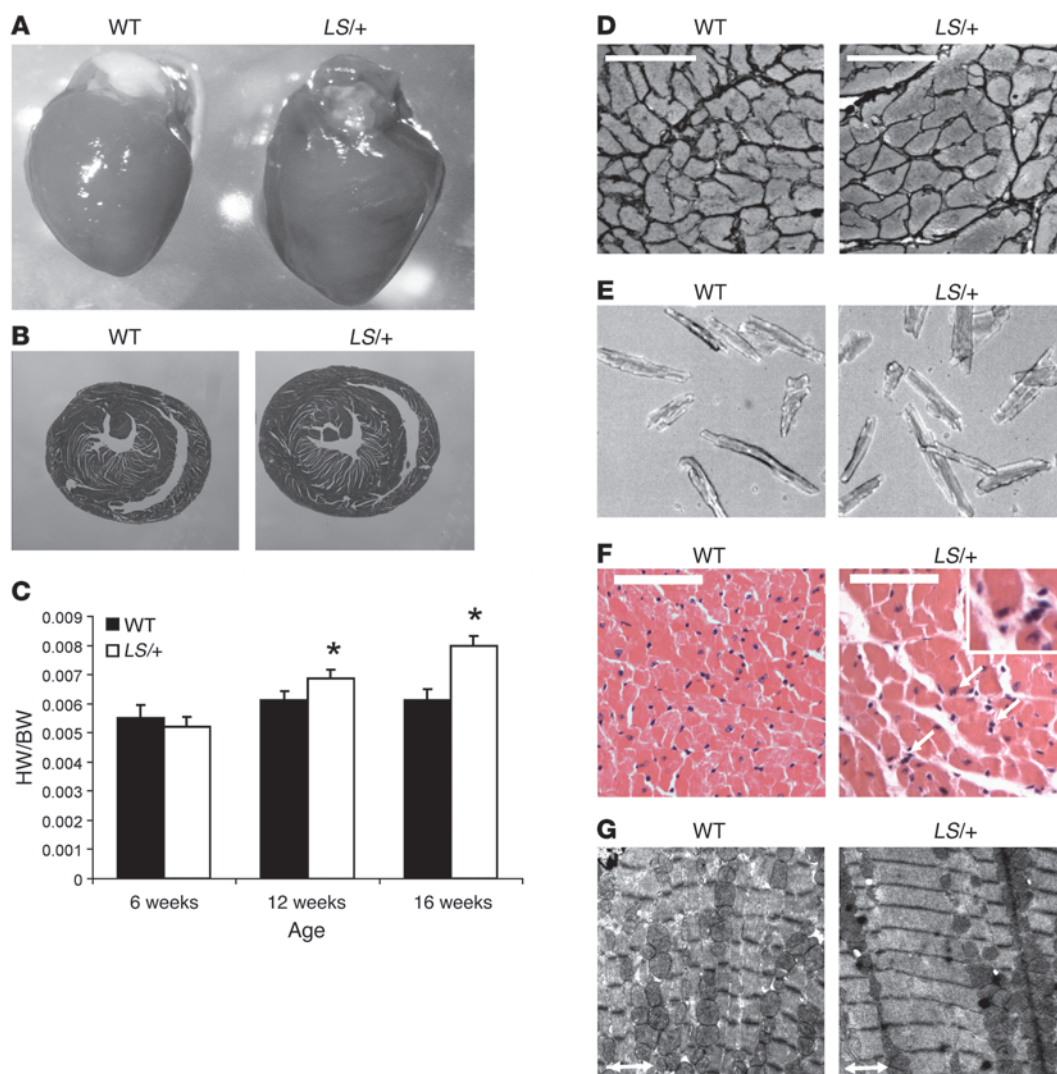 A
WT
LS/+
B
WT
LS/+
C
0.009
0.008
0.007
0.006
0.005
0.004
0.003
0.002
0.001
0
HW/BW
WT
LS/+
*
*
6 weeks
12 weeks
16 weeks
Age
D
WT
LS/+
E
WT
LS/+
F
WT
LS/+
G
WT
LS/+